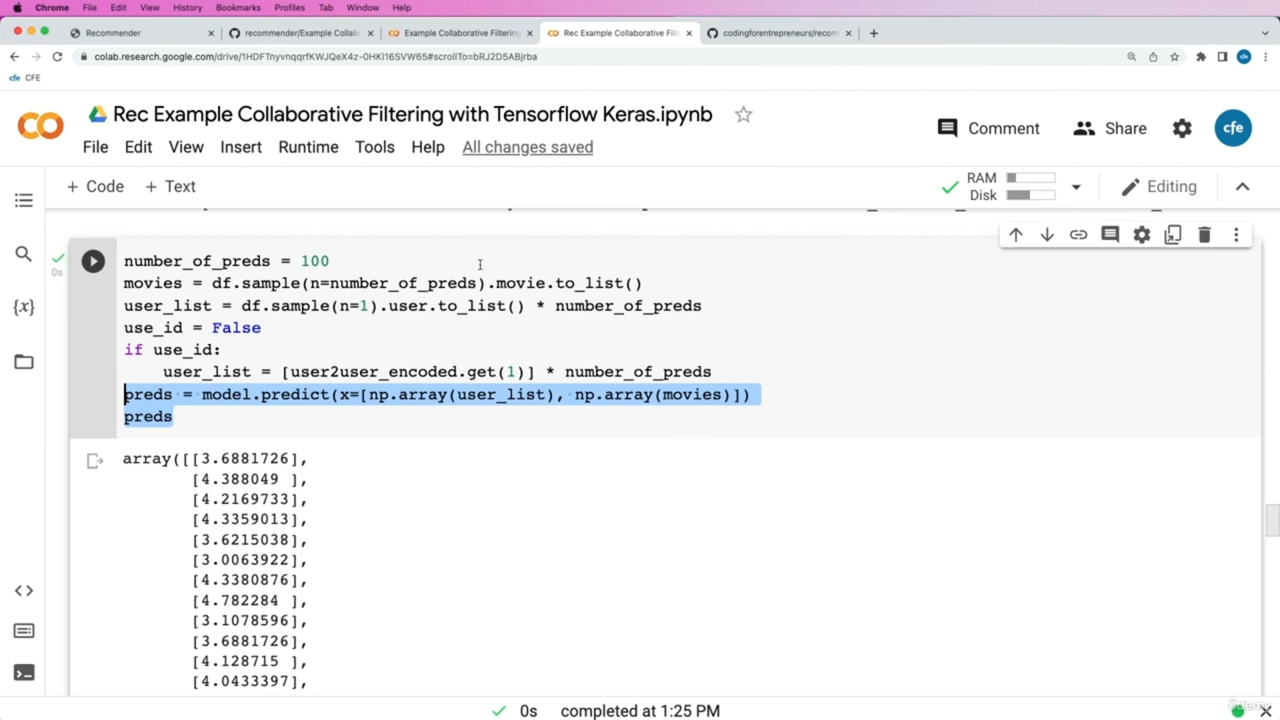 Chrome File Edit View History Bookmarks Profiles Tab Window Help
Recommender recommender/Example Collabo Example Collaborative Filtering Rec Example Collaborative Filt codingforentrepreneurs/recom
colab.research.google.com/drive/1HDFTnyvnqqrfKWJQeX4z-0HKl16SVW65#scrollTo=bRJ2D5ABjrba
cfe CFE
Rec Example Collaborative Filtering with Tensorflow Keras.ipynb
Comment Share cfe
File Edit View Insert Runtime Tools Help All changes saved
+ Code + Text RAM Disk Editing
number_of_preds = 100
movies = df.sample(n=number_of_preds).movie.to_list()
user_list = df.sample(n=1).user.to_list() * number_of_preds
use_id = False
if use_id:
user_list = [user2user_encoded.get(1)] * number_of_preds
preds = model.predict(x=[np.array(user_list), np.array(movies)])
preds
0s
array([[3.6881726],
[4.388049 ],
[4.2169733],
[4.3359013],
[3.6215038],
[3.0063922],
[4.3380876],
[4.782284 ],
[3.1078596],
[3.6881726],
[4.128715 ],
[4.0433397],
0s completed at 1:25 PM